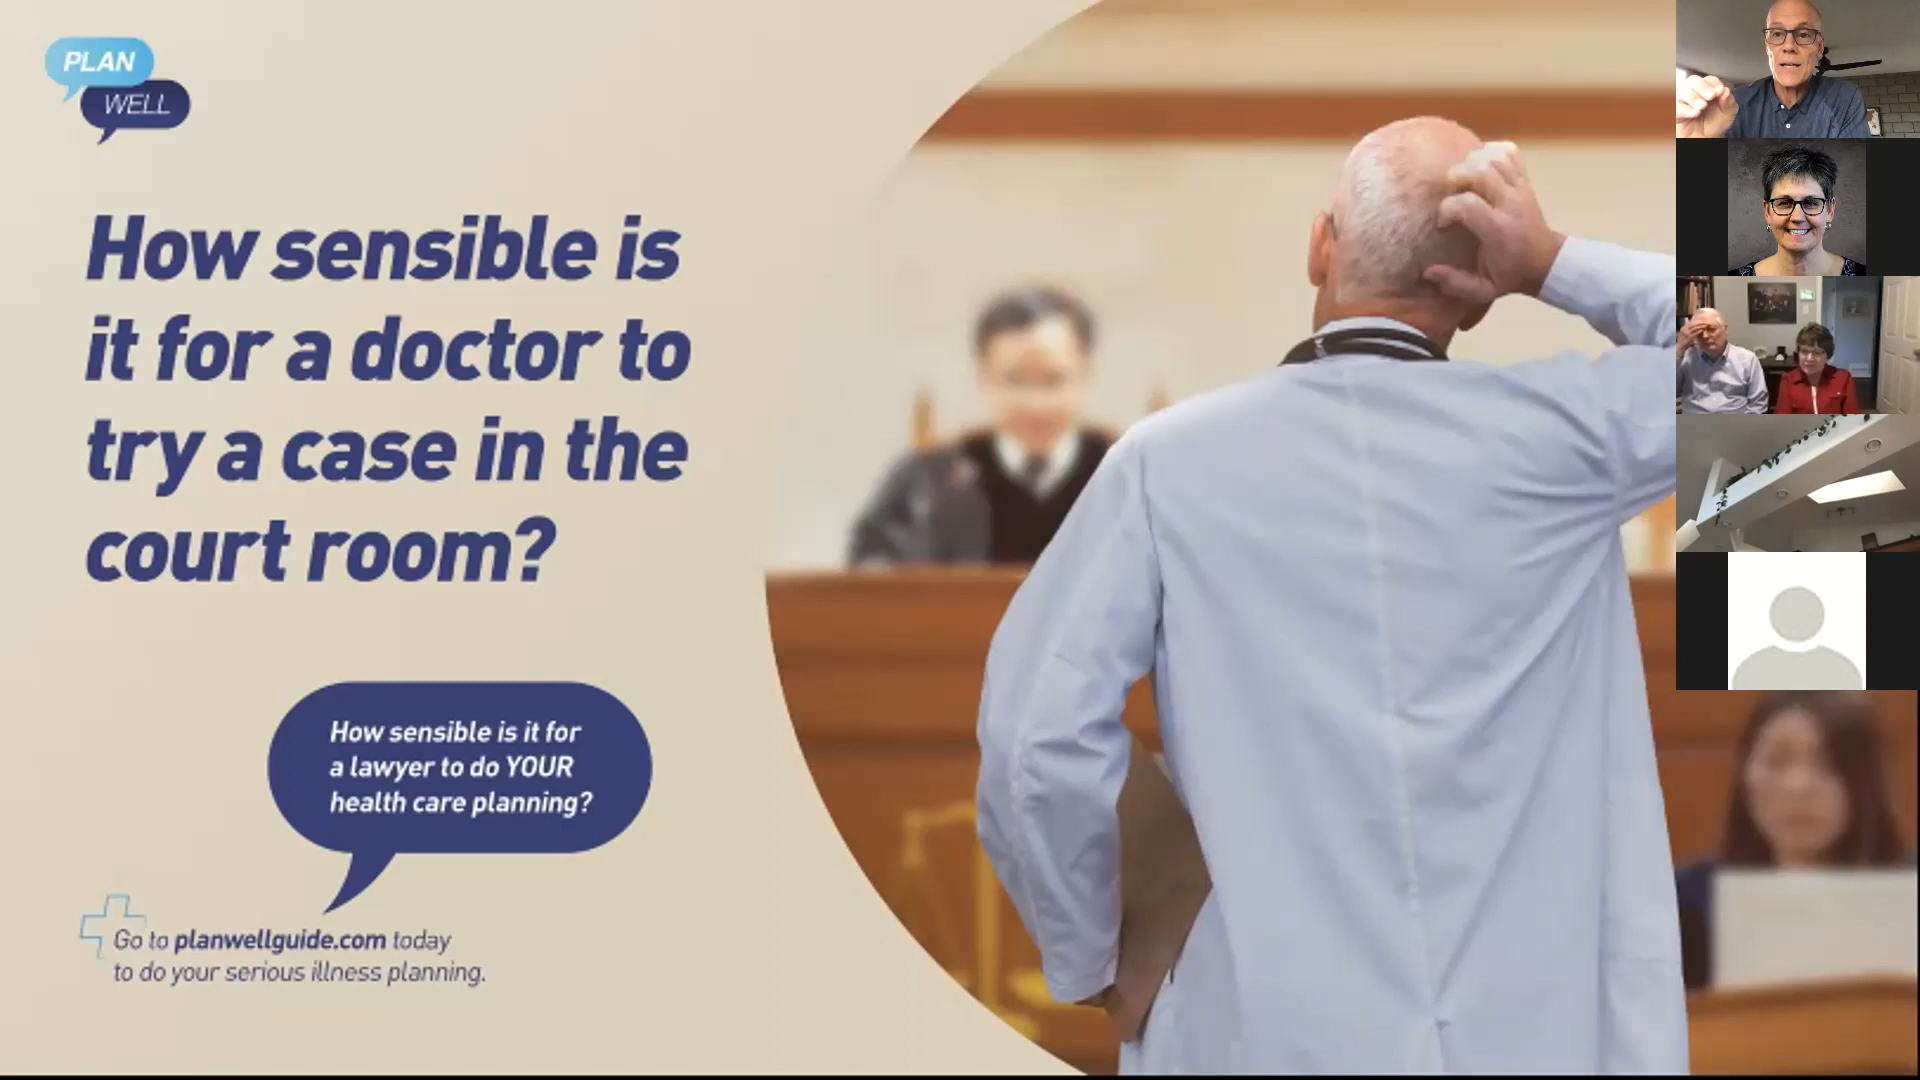 PLAN
WELL
How sensible is
it for a doctor to
try a case in the
court room?
How sensible is it for
a lawyer to do YOUR
health care planning?
Go to planwellguide.com today
to do your serious illness planning.